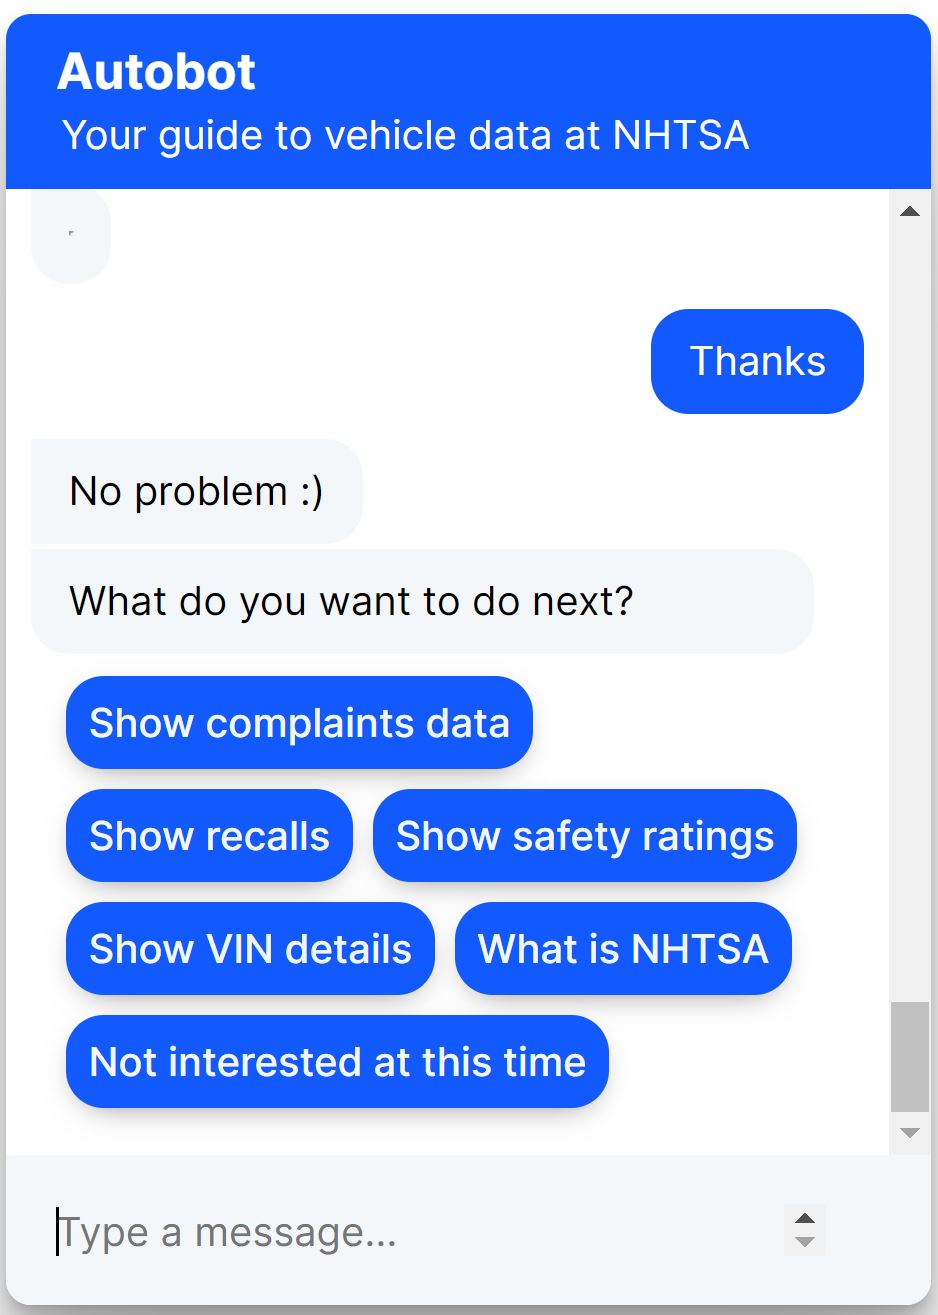 Autobot
Your guide to vehicle data at NHTSA
Thanks
No problem :)
What do you want to do next?
Show complaints data
Show recalls
Show safety ratings
Show VIN details
What is NHTSA
Not interested at this time
Type a message...